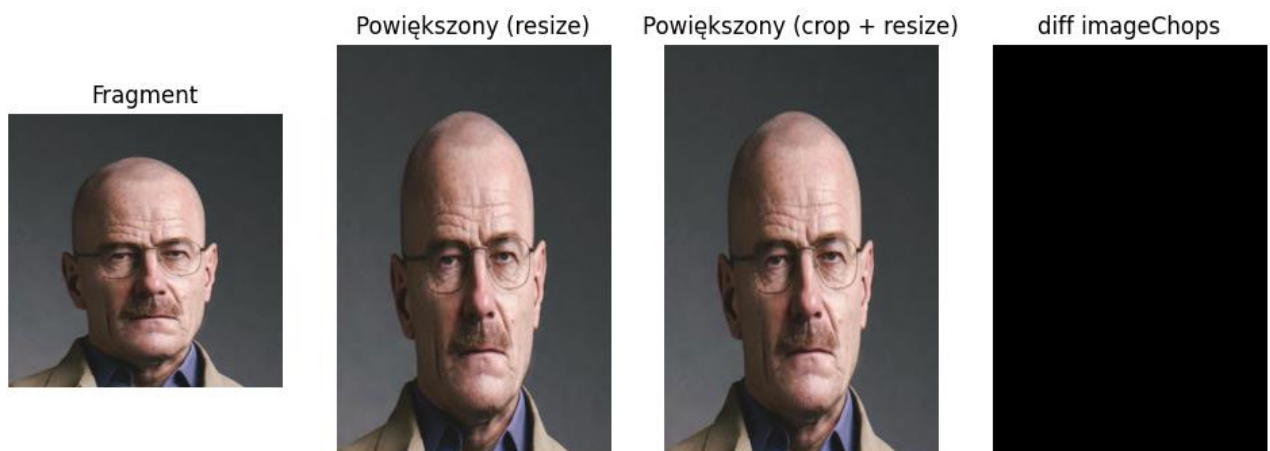 Fragment
Powiększony (resize)
Powiększony (crop + resize)
diff imageChops